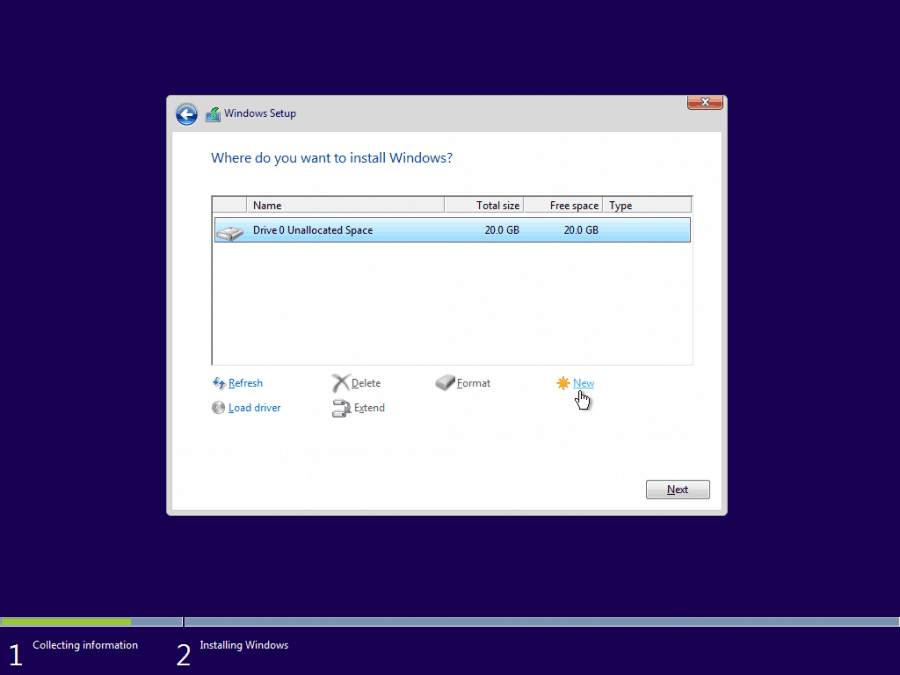 Windows Setup
Where do you want to install Windows?
Name Total size Free space Type
Drive 0 Unallocated Space 20.0 GB 20.0 GB
Refresh Delete Format New
Load driver Extend
Next
1 Collecting information 2 Installing Windows